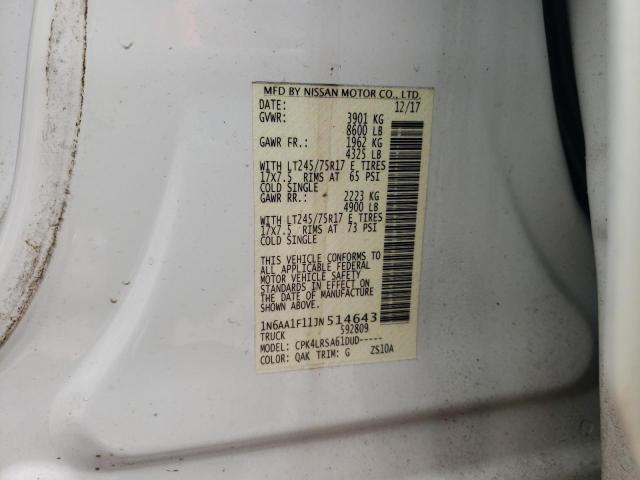 MFD BY NISSAN MOTOR CO., LTD.
DATE: 12/17
GVWR: 3901 KG
8600 LB
GAWR FR.: 1962 KG
4325 LB
WITH LT245/75R17 E TIRES
17X7.5 RIMS AT 65 PSI
COLD SINGLE
GAWR RR.: 2223 KG
4900 LB
WITH LT245/75R17 E TIRES
17X7.5 RIMS AT 73 PSI
COLD SINGLE
THIS VEHICLE CONFORMS TO
ALL APPLICABLE FEDERAL
MOTOR VEHICLE SAFETY
STANDARDS IN EFFECT ON
THE DATE OF MANUFACTURE
SHOWN ABOVE.
1N6AA1F11JN514643
TRUCK 592809
MODEL: CPK4LRSA61DUD-----
COLOR: QAK TRIM: G ZS10A